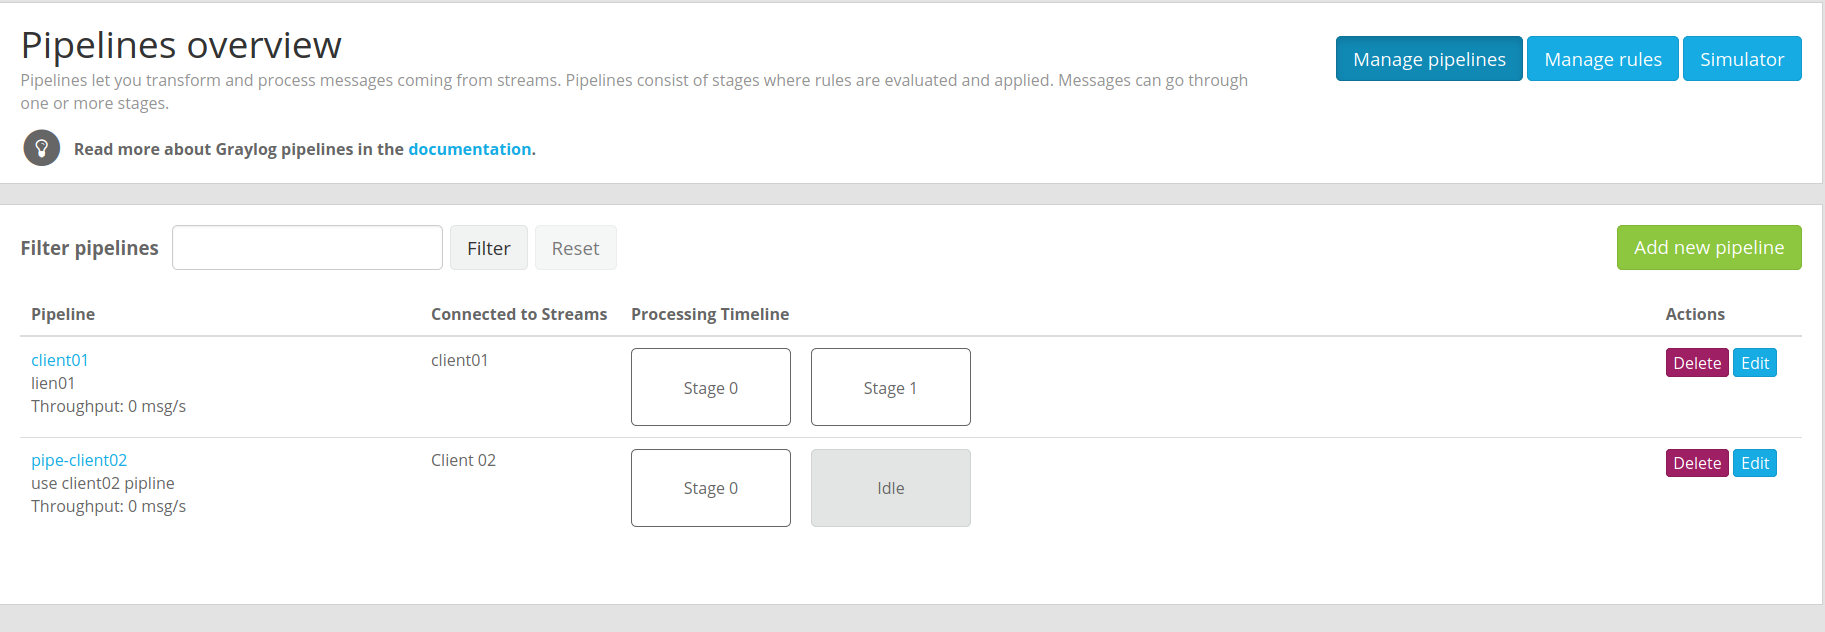 Pipelines overview
Pipelines let you transform and process messages coming from streams. Pipelines consist of stages where rules are evaluated and applied. Messages can go through
one or more stages.
Read more about Graylog pipelines in the documentation.
Manage pipelines Manage rules Simulator
Filter pipelines Filter Reset Add new pipeline
Pipeline Connected to Streams Processing Timeline Actions
client01 client01 Delete Edit
lien01 Stage 0 Stage 1
Throughput: 0 msg/s
pipe-client02 Client 02 Delete Edit
use client02 pipline Stage 0 Idle
Throughput: 0 msg/s